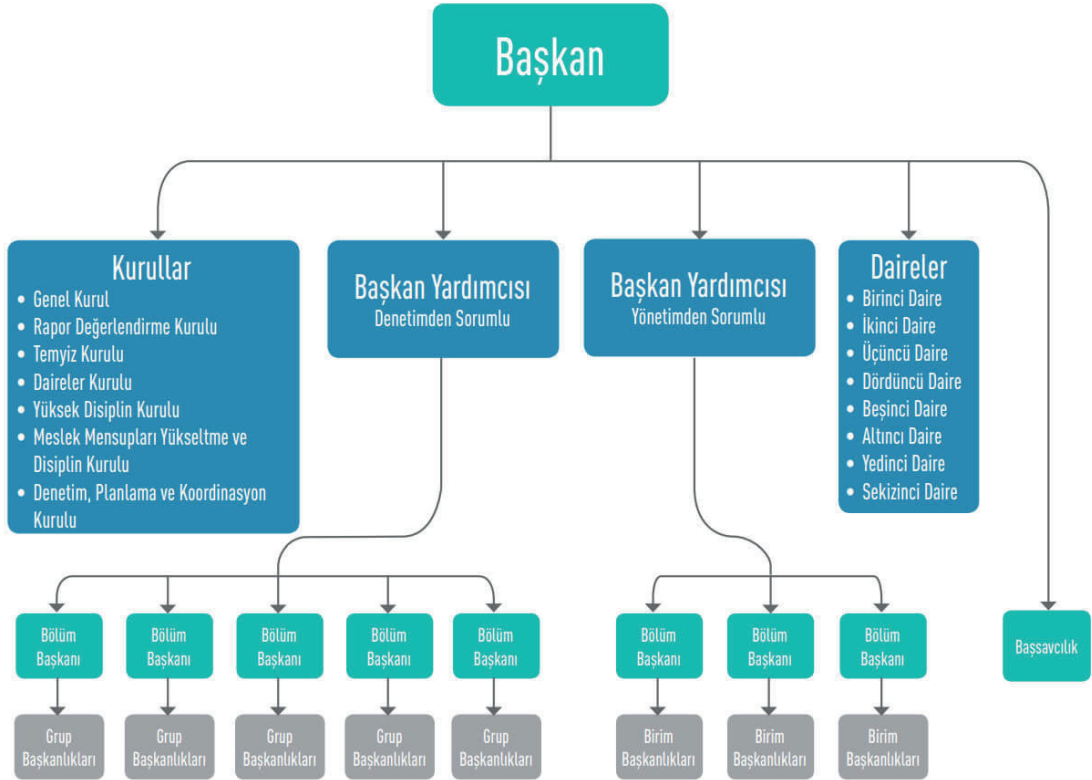 Başkan
Kurullar
• Genel Kurul
• Rapor Değerlendirme Kurulu
• Temyiz Kurulu
• Daireler Kurulu
• Yüksek Disiplin Kurulu
• Meslek Mensupları Yükseltme ve
Disiplin Kurulu
• Denetim, Planlama ve Koordinasyon
Kurulu
Başkan Yardımcısı
Denetimden Sorumlu
Başkan Yardımcısı
Yönetimden Sorumlu
Daireler
• Birinci Daire
• İkinci Daire
• Üçüncü Daire
• Dördüncü Daire
• Beşinci Daire
• Altıncı Daire
• Yedinci Daire
• Sekizinci Daire
Bölüm
Başkanı
Bölüm
Başkanı
Bölüm
Başkanı
Bölüm
Başkanı
Bölüm
Başkanı
Bölüm
Başkanı
Bölüm
Başkanı
Bölüm
Başkanı
Başsavcılık
Grup
Başkanlıkları
Grup
Başkanlıkları
Grup
Başkanlıkları
Grup
Başkanlıkları
Grup
Başkanlıkları
Birim
Başkanlıkları
Birim
Başkanlıkları
Birim
Başkanlıkları